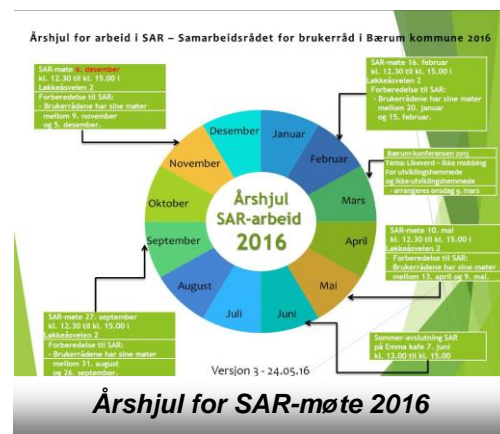 Årshjul for arbeid i SAR – Samarbeidsrådet for brukerråd i Bærum kommune 2016
SAR-møte 6. desember
kl. 12.30 til kl. 15.00 i
Løkkeåsveien 2
Forberedelse til SAR:
- Brukerrådene har sine møter
mellom 9. november
og 5. desember.
SAR-møte 16. februar
kl. 12.30 til kl. 15.00 i
Løkkeåsveien 2
Forberedelse til SAR:
- Brukerrådene har sine møter
mellom 20. januar
og 15. februar.
Bærum-konferansen 2015
Tema: Likeverd – ikke mobbing
For utviklingshemmede
og ikke-utviklingshemmede
- arrangeres onsdag 9. mars
SAR-møte 10. mai
kl. 12.30 til kl. 15.00 i
Løkkeåsveien 2
- Forberedelse til SAR:
- Brukerrådene har sine møter
mellom 13. april og 9. mai.
Sommer-avslutning SAR
på Emma kafe 7. juni
kl. 13.00 til kl. 15.00
SAR-møte 27. september
kl. 12.30 til kl. 15.00 i
Løkkeåsveien 2
Forberedelse til SAR:
- Brukerrådene har sine møter
mellom 31. august
og 26. september.
Januar
Februar
Mars
April
Mai
Juni
Juli
August
September
Oktober
November
Desember
Årshjul
SAR-arbeid
2016
Versjon 3 - 24.05.16
Årshjul for SAR-møte 2016